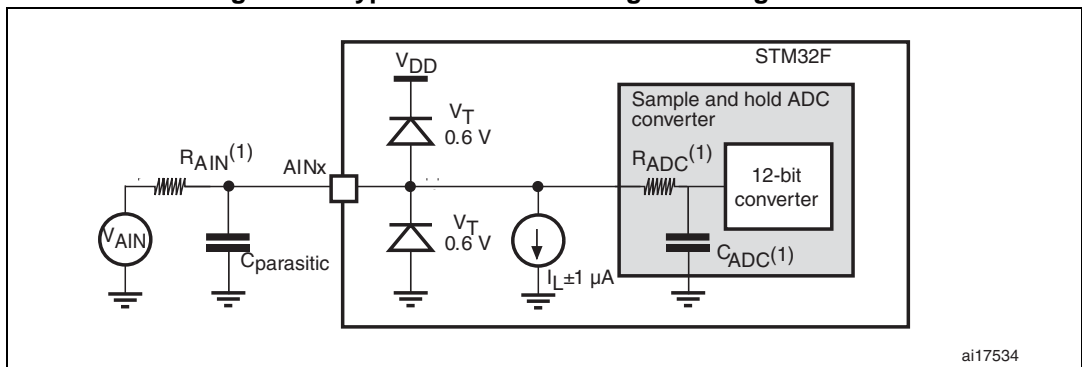 STM32F
VDD
Sample and hold ADC
converter
VT
0.6 V
RAIN(1)
AINx
RADC(1)
12-bit
converter
VAIN
Cparasitic
VT
0.6 V
IL±1 µA
CADC(1)
ai17534